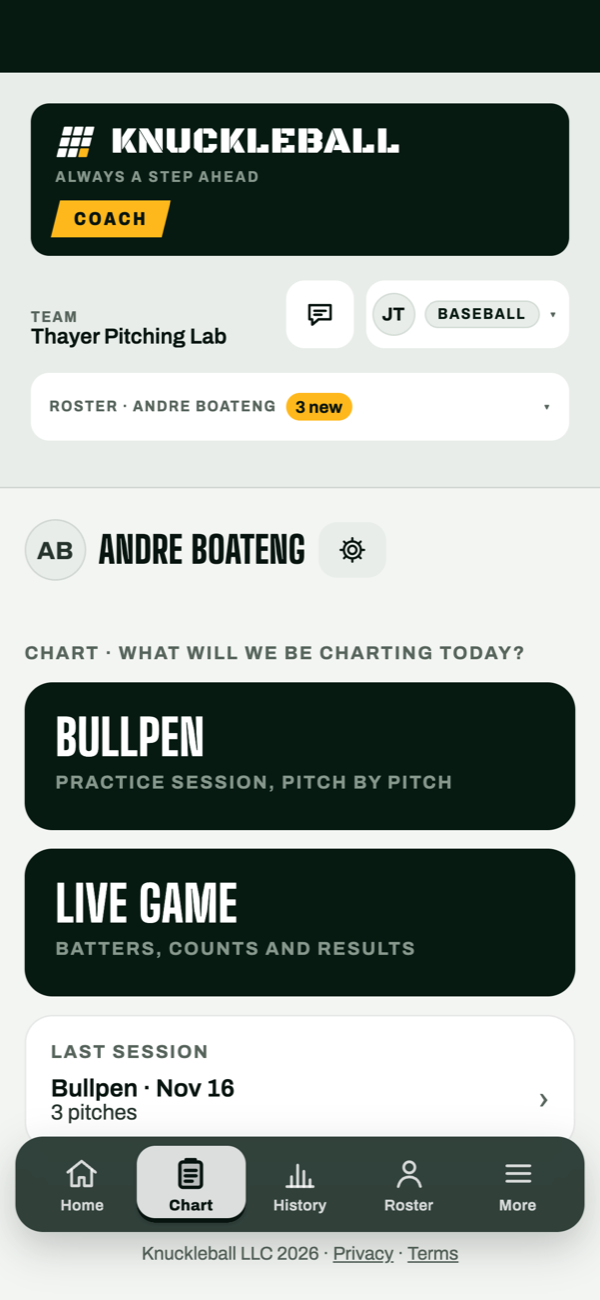 KNUCKLEBALL
ALWAYS A STEP AHEAD
COACH
TEAM
Thayer Pitching Lab
JT BASEBALL
ROSTER · ANDRE BOATENG 3 new
AB ANDRE BOATENG
CHART · WHAT WILL WE BE CHARTING TODAY?
BULLPEN
PRACTICE SESSION, PITCH BY PITCH
LIVE GAME
BATTERS, COUNTS AND RESULTS
LAST SESSION
Bullpen · Nov 16
3 pitches
Home Chart History Roster More
Knuckleball LLC 2026 · Privacy · Terms